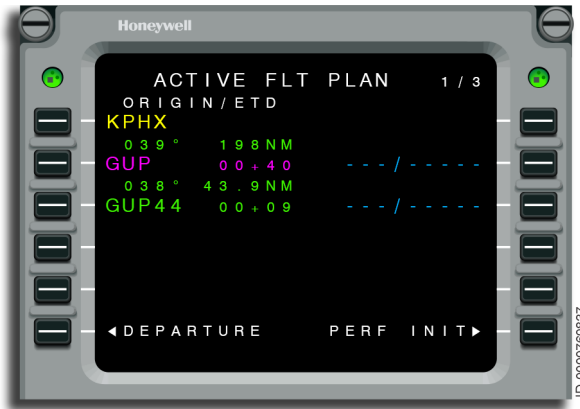 Honeywell
ACTIVE FLT PLAN 1/3
ORIGIN/ETD
KPHX
039° 198NM
GUP 00+40 ---/-----
038° 43.9NM
GUP44 00+09 ---/-----
◀DEPARTURE PERF INIT▶